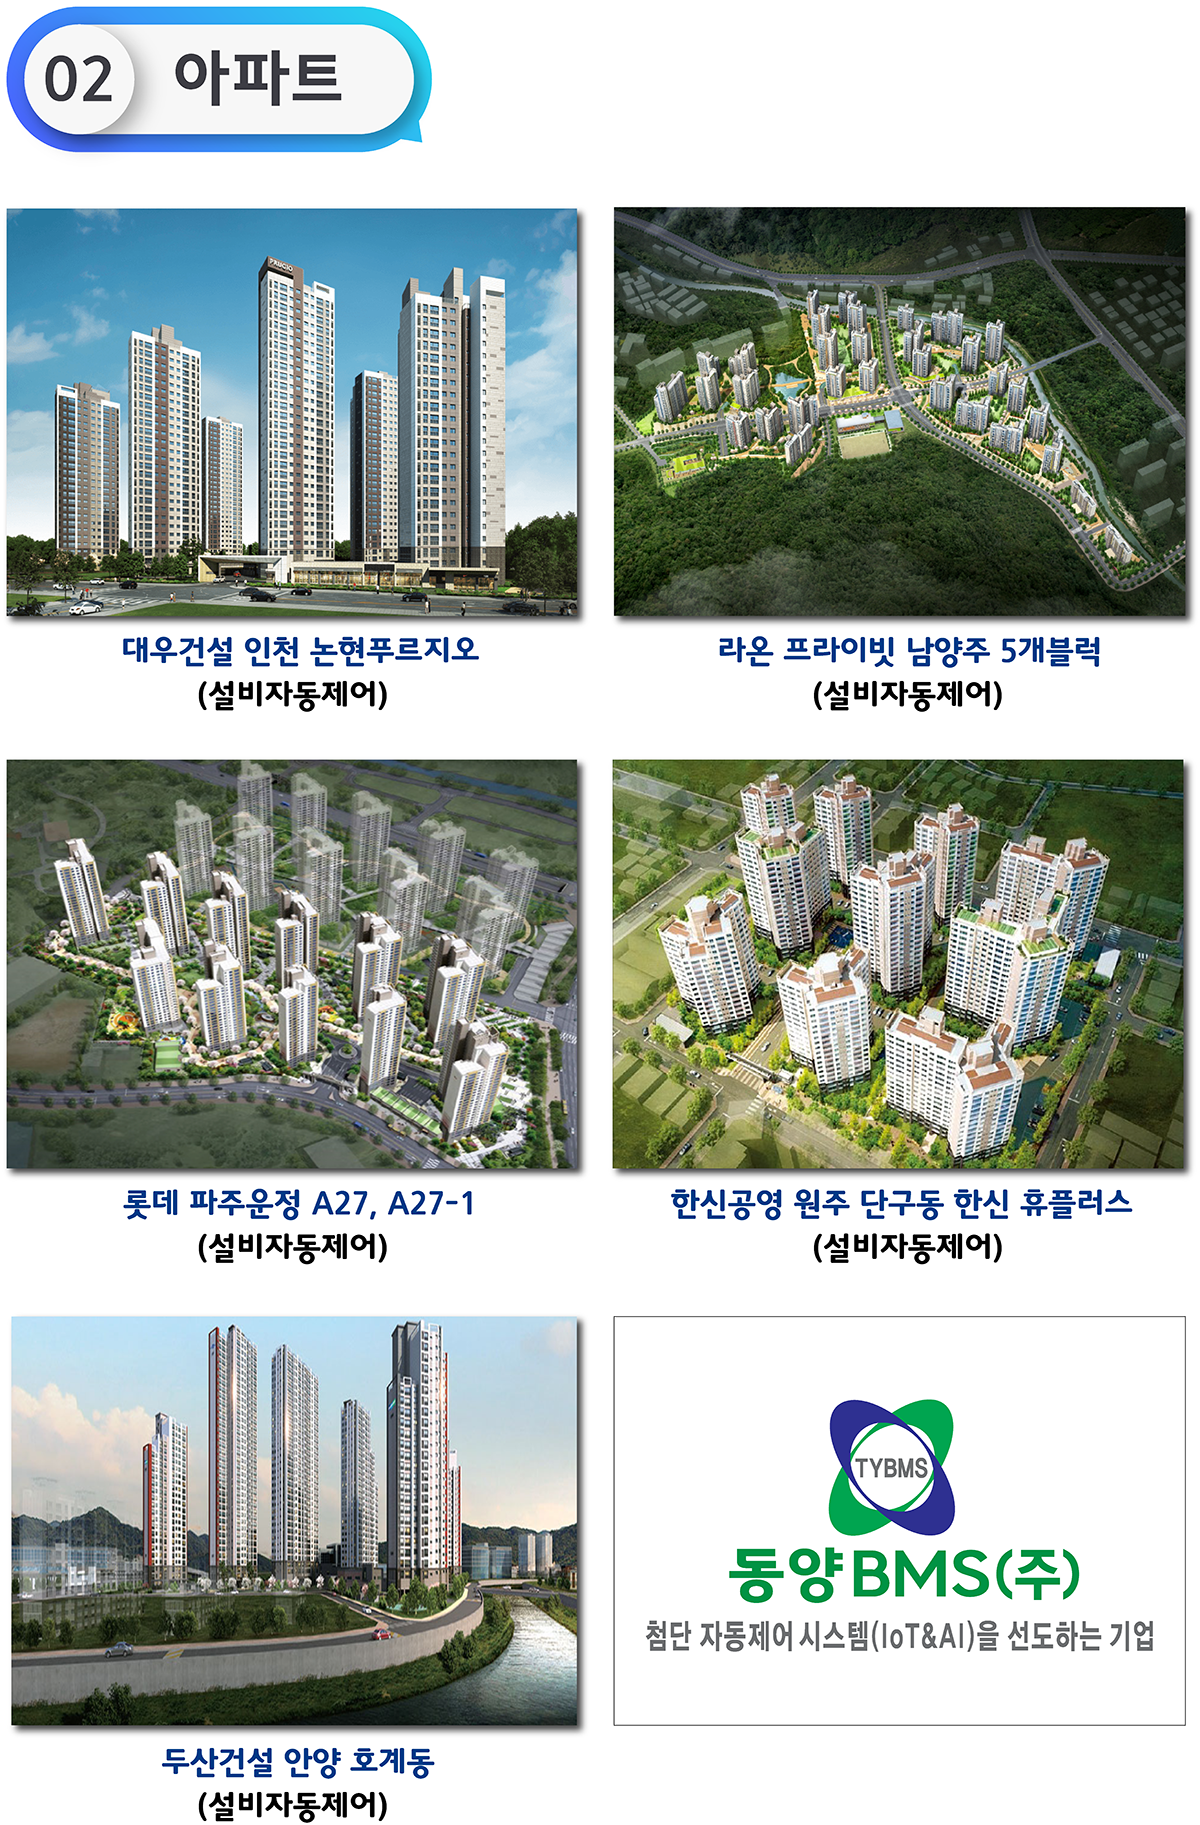 02 아파트
PRUGIO
대우건설 인천 논현푸르지오
(설비자동제어)
라온 프라이빗 남양주 5개블럭
(설비자동제어)
롯데 파주운정 A27, A27-1
(설비자동제어)
한신공영 원주 단구동 한신 휴플러스
(설비자동제어)
두산건설 안양 호계동
(설비자동제어)
TYBMS
동양BMS(주)
첨단 자동제어 시스템(IoT&AI)을 선도하는 기업